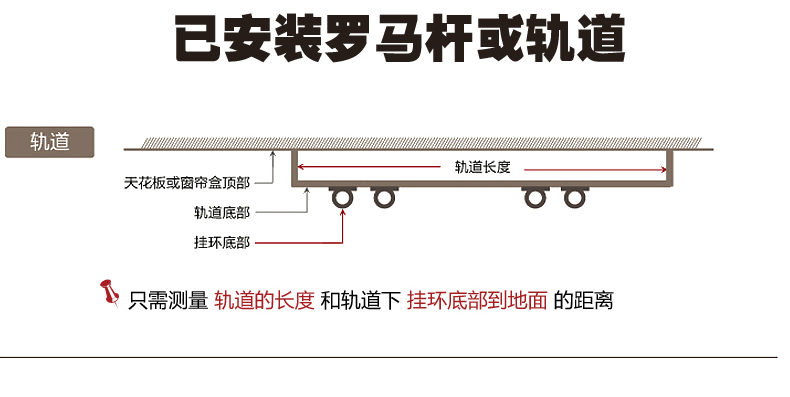 已安装罗马杆或轨道
轨道
轨道长度
天花板或窗帘盒顶部
轨道底部
挂环底部
只需测量 轨道的长度 和轨道下 挂环底部到地面 的距离